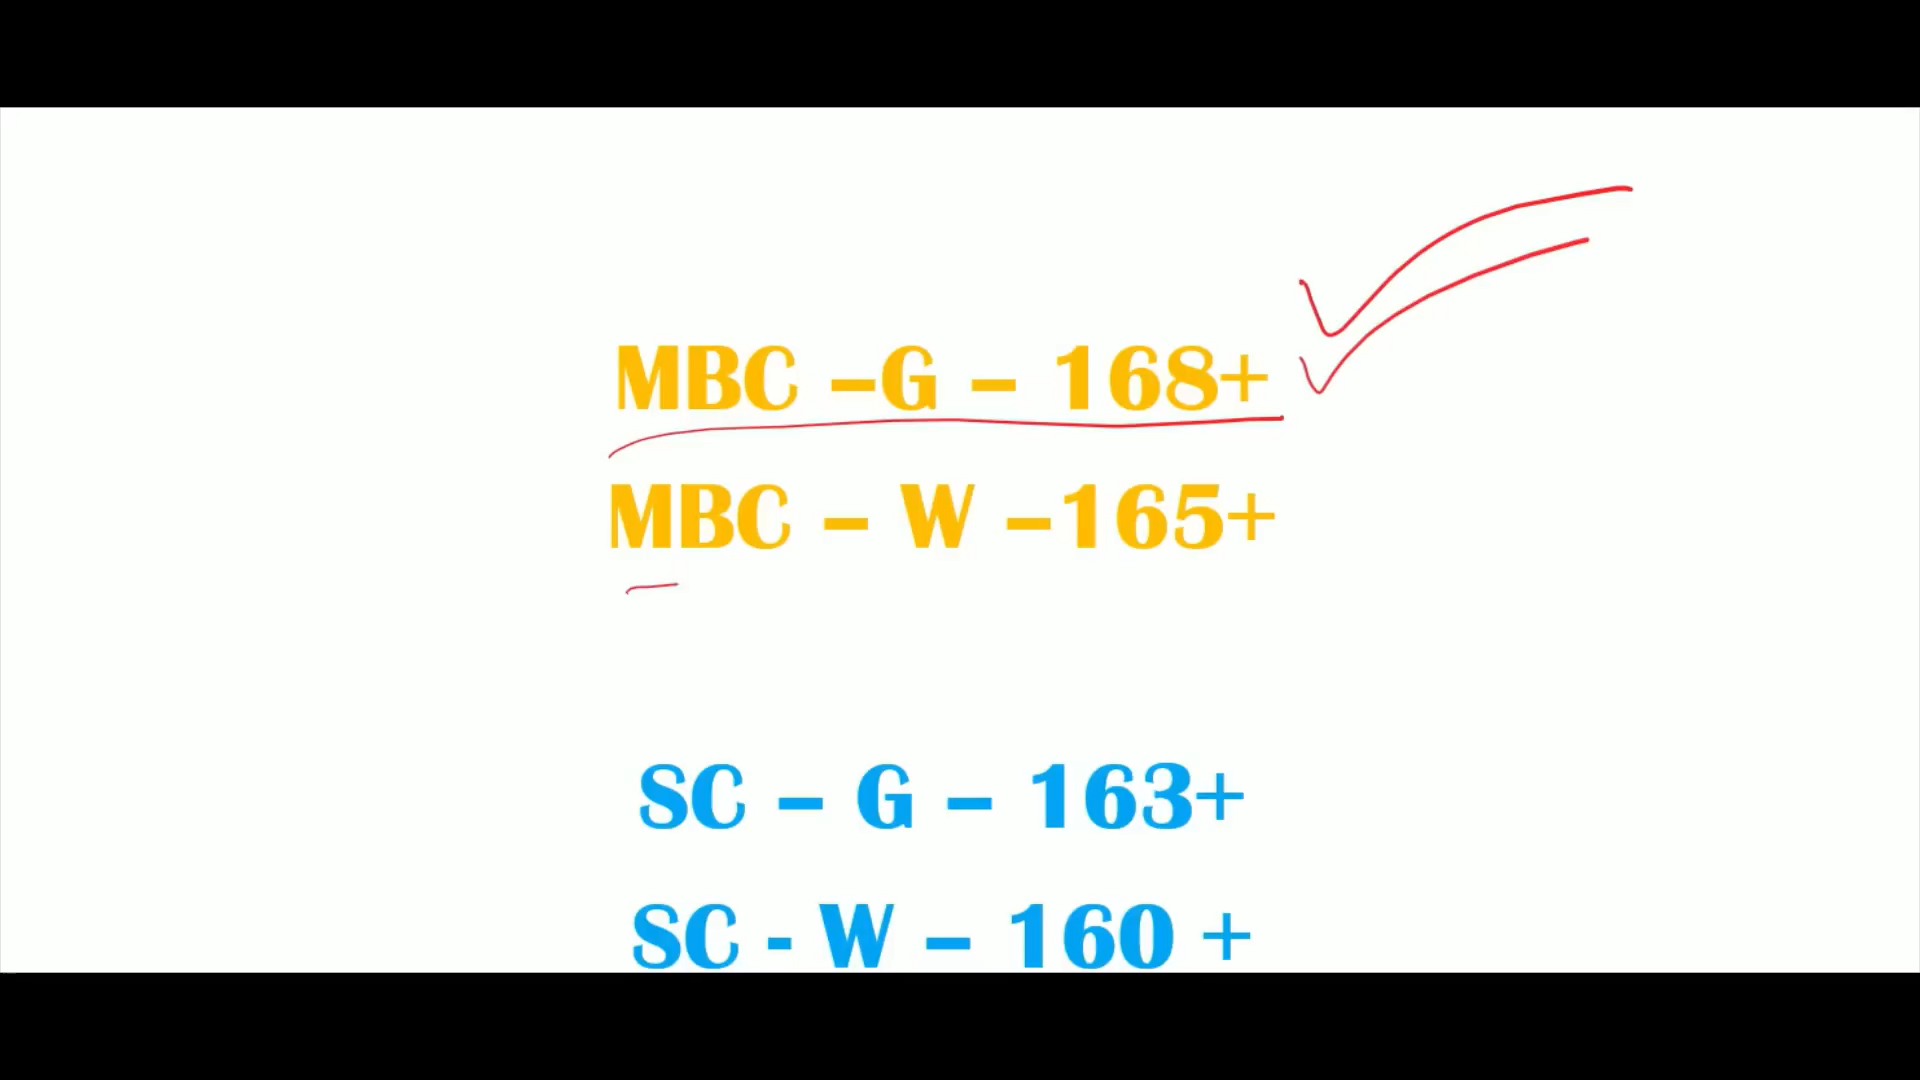 MBC –G – 168+
MBC – W –165+
SC – G – 163+
SC - W – 160 +